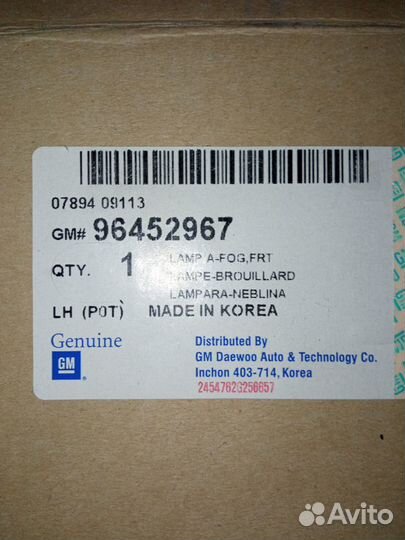 07894 09113
GM# 96452967
QTY. 1
LAMP A-FOG,FRT
LAMPE-BROUILLARD
LAMPARA-NEBLINA
LH (P0T) MADE IN KOREA
Genuine
GM
Distributed By
GM Daewoo Auto & Technology Co.
Inchon 403-714, Korea
2454762G256657
Avito